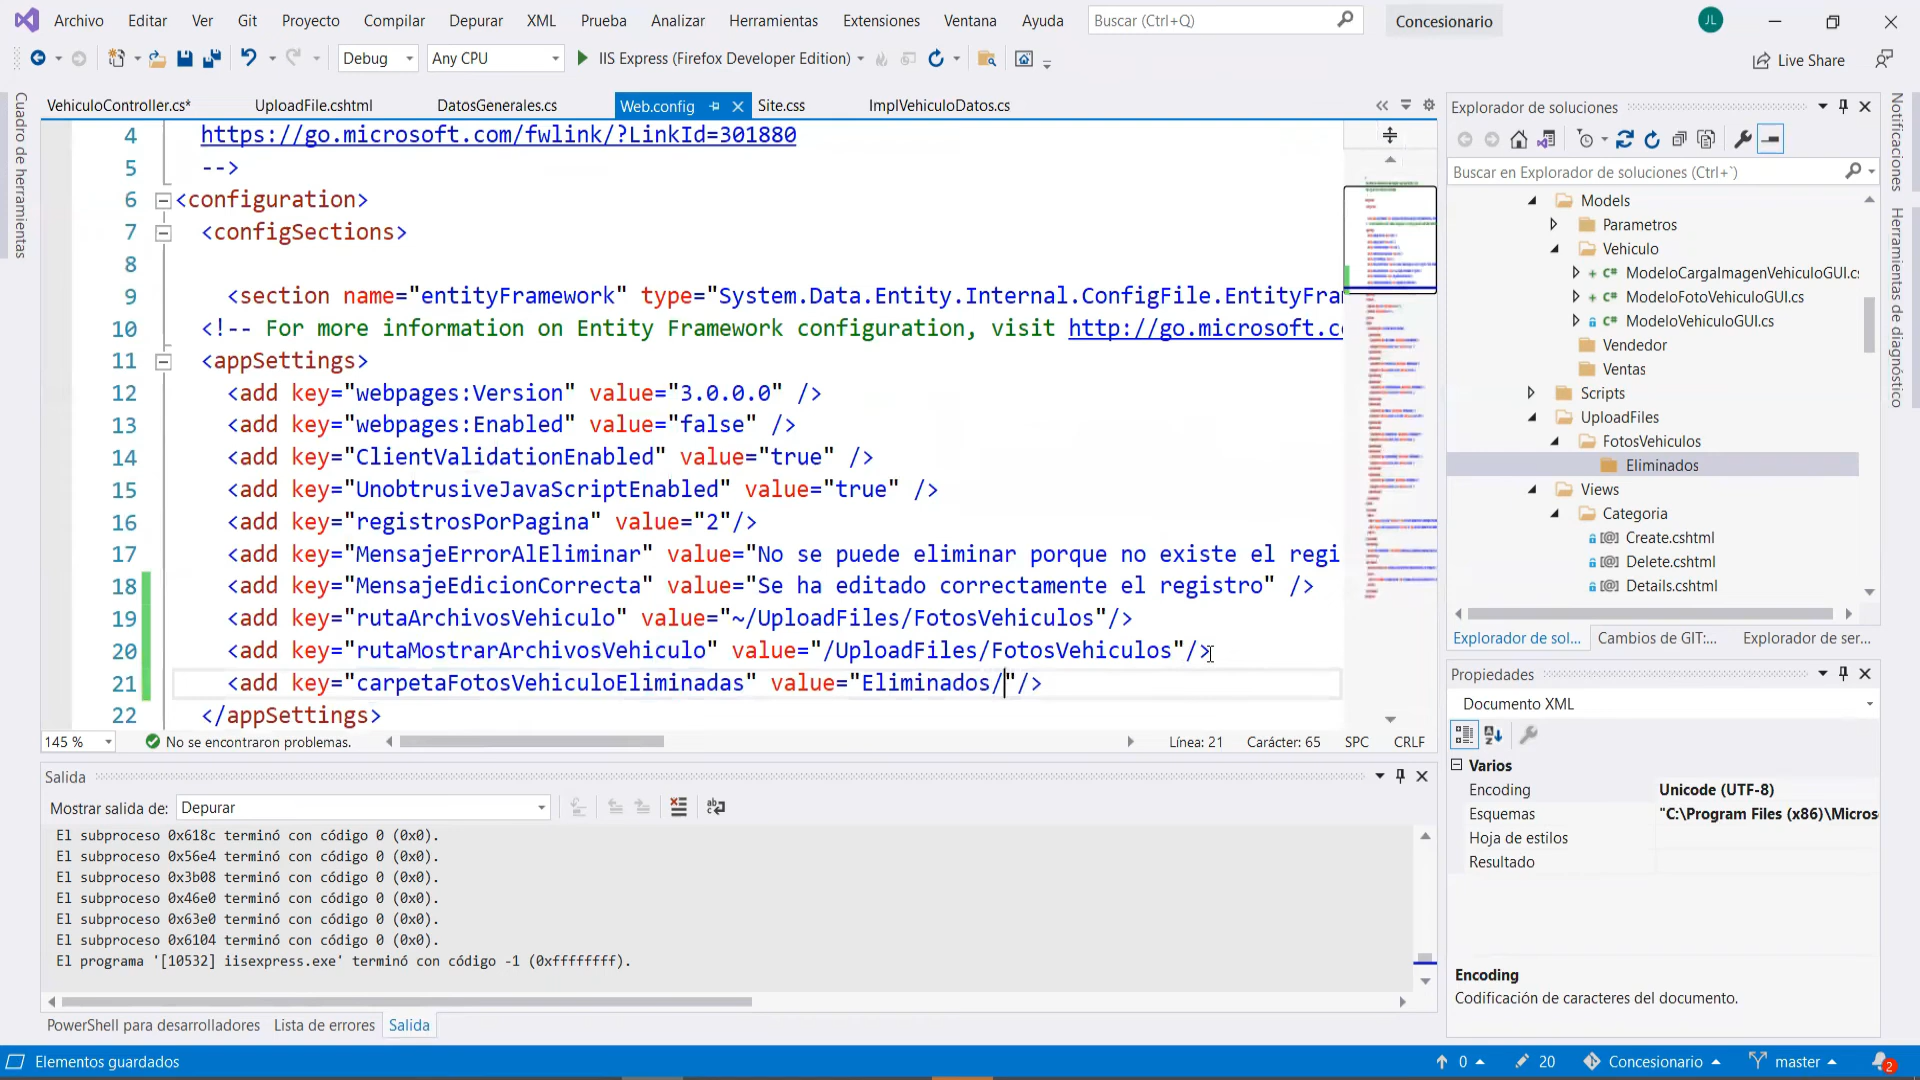 Archivo Editar Ver Git Proyecto Compilar Depurar XML Prueba Analizar Herramientas Extensiones Ventana Ayuda Buscar (Ctrl+Q) Concesionario JL
Debug Any CPU IIS Express (Firefox Developer Edition) Live Share
VehiculoController.cs* UploadFile.cshtml DatosGenerales.cs Web.config Site.css ImplVehiculoDatos.cs
Cuadro de herramientas
4 https://go.microsoft.com/fwlink/?LinkId=301880
5 -->
6 <configuration>
7 <configSections>
8
9 <section name="entityFramework" type="System.Data.Entity.Internal.ConfigFile.EntityFra
10 <!-- For more information on Entity Framework configuration, visit http://go.microsoft.c
11 <appSettings>
12 <add key="webpages:Version" value="3.0.0.0" />
13 <add key="webpages:Enabled" value="false" />
14 <add key="ClientValidationEnabled" value="true" />
15 <add key="UnobtrusiveJavaScriptEnabled" value="true" />
16 <add key="registrosPorPagina" value="2"/>
17 <add key="MensajeErrorAlEliminar" value="No se puede eliminar porque no existe el regi
18 <add key="MensajeEdicionCorrecta" value="Se ha editado correctamente el registro" />
19 <add key="rutaArchivosVehiculo" value="~/UploadFiles/FotosVehiculos"/>
20 <add key="rutaMostrarArchivosVehiculo" value="/UploadFiles/FotosVehiculos"/>
21 <add key="carpetaFotosVehiculoEliminadas" value="Eliminados/"/>
22 </appSettings>
145 % No se encontraron problemas. Línea: 21 Carácter: 65 SPC CRLF
Salida
Mostrar salida de: Depurar
El subproceso 0x618c terminó con código 0 (0x0).
El subproceso 0x56e4 terminó con código 0 (0x0).
El subproceso 0x3b08 terminó con código 0 (0x0).
El subproceso 0x46e0 terminó con código 0 (0x0).
El subproceso 0x63e0 terminó con código 0 (0x0).
El subproceso 0x6104 terminó con código 0 (0x0).
El programa '[10532] iisexpress.exe' terminó con código -1 (0xffffffff).
PowerShell para desarrolladores Lista de errores Salida
Explorador de soluciones
Buscar en Explorador de soluciones (Ctrl+`)
Models
Parametros
Vehiculo
ModeloCargaImagenVehiculoGUI.cs
ModeloFotoVehiculoGUI.cs
ModeloVehiculoGUI.cs
Vendedor
Ventas
Scripts
UploadFiles
FotosVehiculos
Eliminados
Views
Categoria
Create.cshtml
Delete.cshtml
Details.cshtml
Explorador de sol... Cambios de GIT:... Explorador de ser...
Propiedades
Documento XML
Varios
Encoding Unicode (UTF-8)
Esquemas "C:\Program Files (x86)\Micros
Hoja de estilos
Resultado
Encoding
Codificación de caracteres del documento.
Notificaciones
Herramientas de diagnóstico
Elementos guardados 0 20 Concesionario master 2